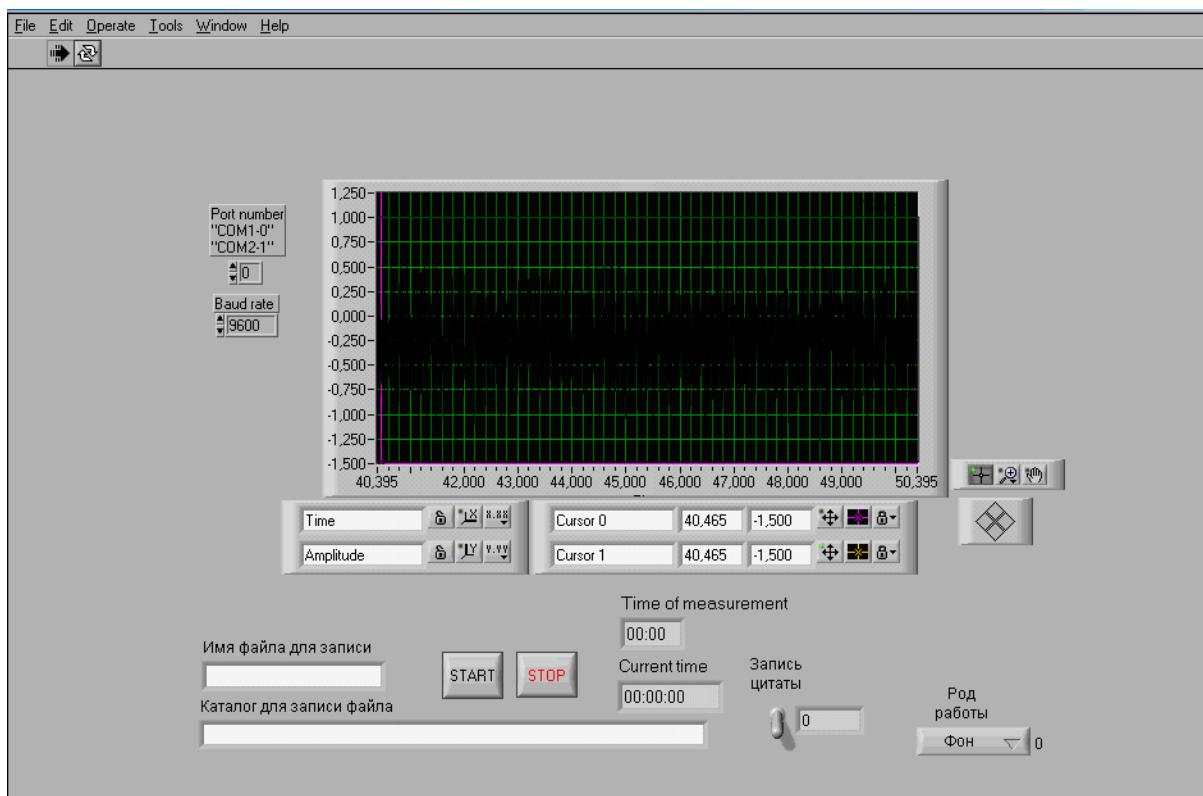 File Edit Operate Tools Window Help
Port number
"COM1-0"
"COM2-1"
0
Baud rate
9600
1,250
1,000
0,750
0,500
0,250
0,000
-0,250
-0,500
-0,750
-1,000
-1,250
-1,500
40,395 42,000 43,000 44,000 45,000 46,000 47,000 48,000 49,000 50,395
Time X X.XX
Amplitude Y Y.YY
Cursor 0 40,465 -1,500
Cursor 1 40,465 -1,500
Time of measurement
00:00
Имя файла для записи
START STOP
Current time
00:00:00
Каталог для записи файла
Запись
цитаты
0
Род
работы
Фон 0